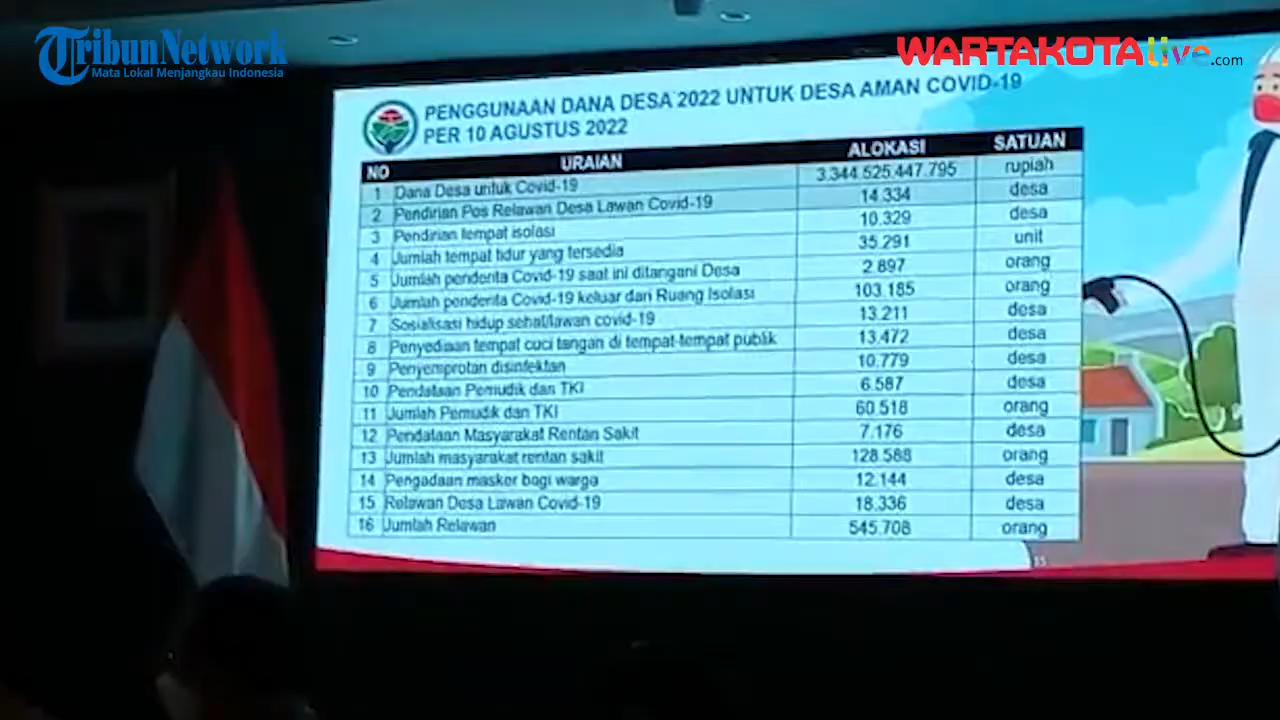 TribunNetwork
Mata Lokal Menjangkau Indonesia
WARTAKOTAlive.com
PENGGUNAAN DANA DESA 2022 UNTUK DESA AMAN COVID-19
PER 10 AGUSTUS 2022
NO URAIAN ALOKASI SATUAN
1 Dana Desa untuk Covid-19 3.344.525.447.795 rupiah
2 Pendirian Pos Relawan Desa Lawan Covid-19 14.334 desa
3 Pendirian tempat isolasi 10.329 desa
4 Jumlah tempat tidur yang tersedia 35.291 unit
5 Jumlah penderita Covid-19 saat ini ditangani Desa 2.897 orang
6 Jumlah penderita Covid-19 keluar dari Ruang Isolasi 103.185 orang
7 Sosialisasi hidup sehat/lawan covid-19 13.211 desa
8 Penyediaan tempat cuci tangan di tempat-tempat publik 13.472 desa
9 Penyemprotan disinfektan 10.779 desa
10 Pendataan Pemudik dan TKI 6.587 desa
11 Jumlah Pemudik dan TKI 60.518 orang
12 Pendataan Masyarakat Rentan Sakit 7.176 desa
13 Jumlah masyarakat rentan sakit 128.588 orang
14 Pengadaan masker bagi warga 12.144 desa
15 Relawan Desa Lawan Covid-19 18.336 desa
16 Jumlah Relawan 545.708 orang